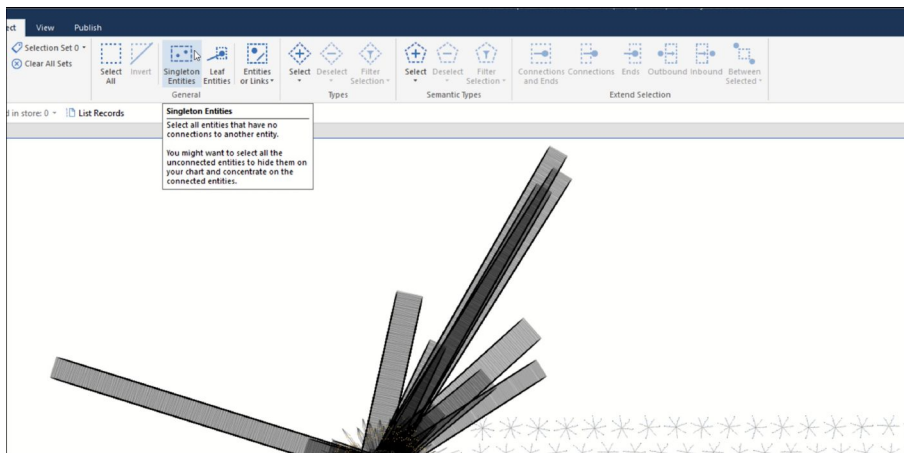 ct View Publish
Selection Set 0
Clear All Sets
Select All
Invert
Singleton Entities
Leaf Entities
Entities or Links
General
Select
Deselect
Filter Selection
Types
Select
Deselect
Filter Selection
Semantic Types
Connections and Ends
Connections
Ends
Outbound
Inbound
Between Selected
Extend Selection
d in store: 0
List Records
Singleton Entities
Select all entities that have no
connections to another entity.
You might want to select all the
unconnected entities to hide them on
your chart and concentrate on the
connected entities.